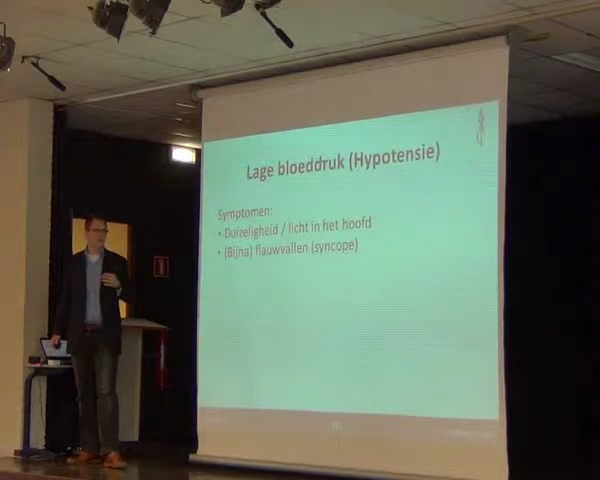 Lage bloeddruk (Hypotensie)
Symptomen:
• Duizeligheid / licht in het hoofd
• (Bijna) flauwvallen (syncope)